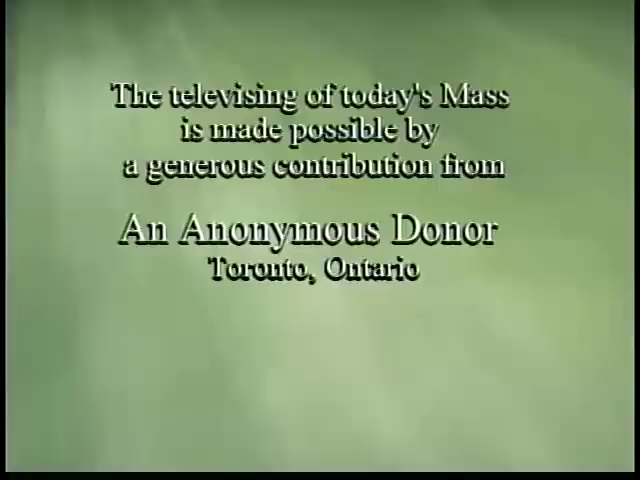 The televising of today's Mass
is made possible by
a generous contribution from
An Anonymous Donor
Toronto, Ontario